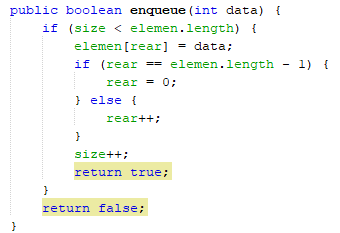 public boolean enqueue(int data) {
    if (size < elemen.length) {
        elemen[rear] = data;
        if (rear == elemen.length - 1) {
            rear = 0;
        } else {
            rear++;
        }
        size++;
        return true;
    }
    return false;
}